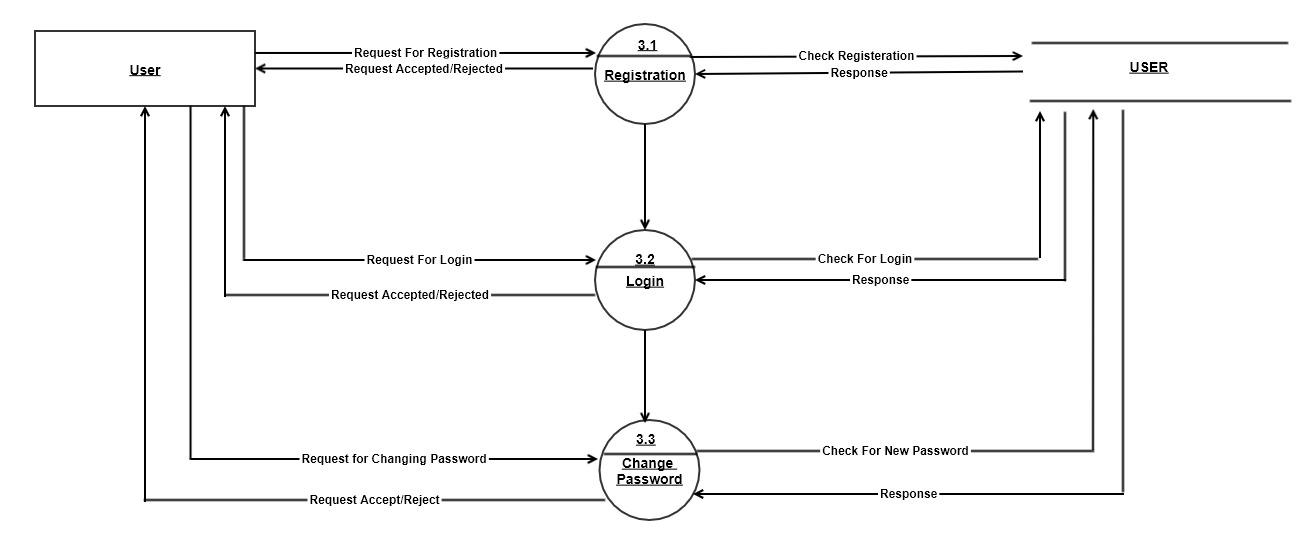 3.1
Request For Registration
Check Registeration
User
Request Accepted/Rejected
Registration
Response
USER
3.2
Request For Login
Check For Login
Login
Response
Request Accepted/Rejected
3.3
Check For New Password
Request for Changing Password
Change
Password
Response
Request Accept/Reject